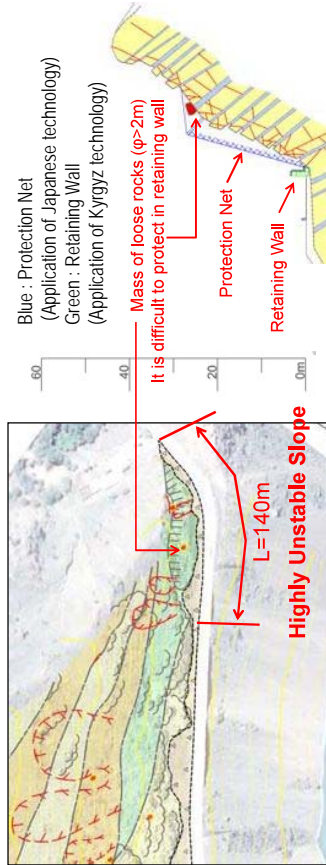 Blue : Protection Net
(Application of Japanese technology)
Green : Retaining Wall
(Application of Kyrgyz technology)
Mass of loose rocks (φ>2m)
It is difficult to protect in retaining wall
Protection Net
Retaining Wall
60
40
20
0m
L=140m
Highly Unstable Slope